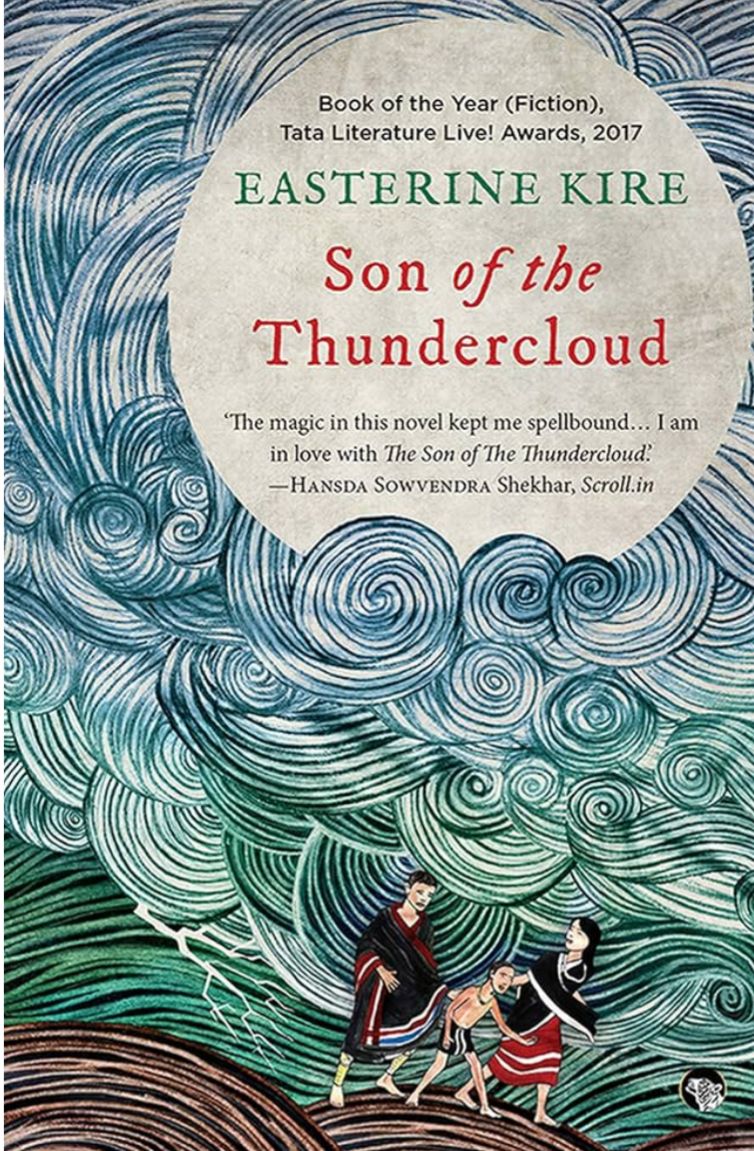 Book of the Year (Fiction),
Tata Literature Live! Awards, 2017
EASTERINE KIRE
Son of the
Thundercloud
‘The magic in this novel kept me spellbound… I am
in love with The Son of The Thundercloud.’
—HANSDA SOWVENDRA Shekhar, Scroll.in